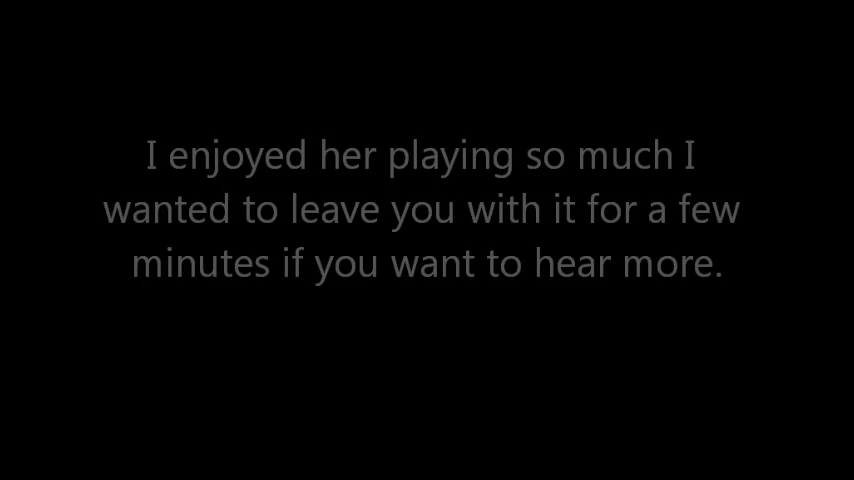 I enjoyed her playing so much I
wanted to leave you with it for a few
minutes if you want to hear more.